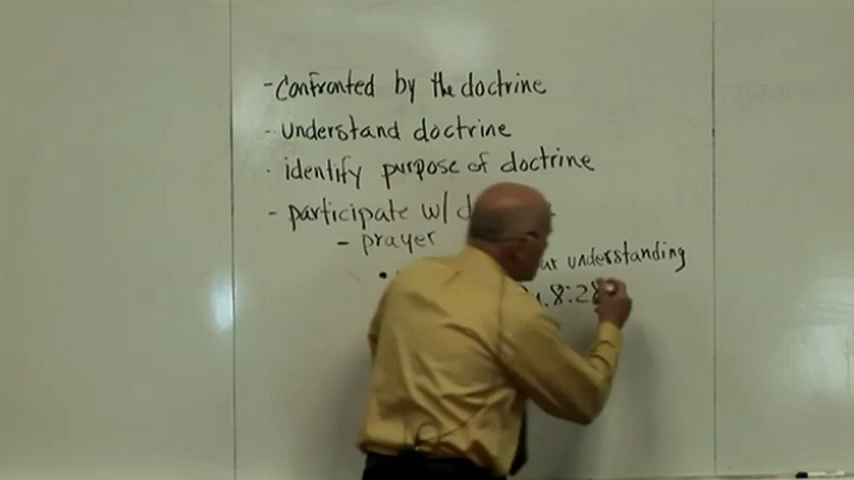 - Confronted by the doctrine
- understand doctrine
- identify purpose of doctrine
- participate w/
- prayer
understanding
8:28